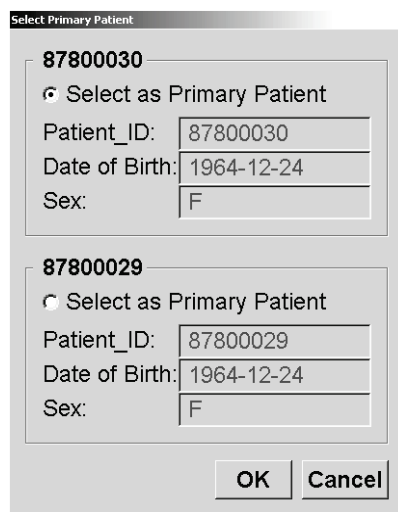 Select Primary Patient
87800030
Select as Primary Patient
Patient_ID: 87800030
Date of Birth: 1964-12-24
Sex: F
87800029
Select as Primary Patient
Patient_ID: 87800029
Date of Birth: 1964-12-24
Sex: F
OK Cancel